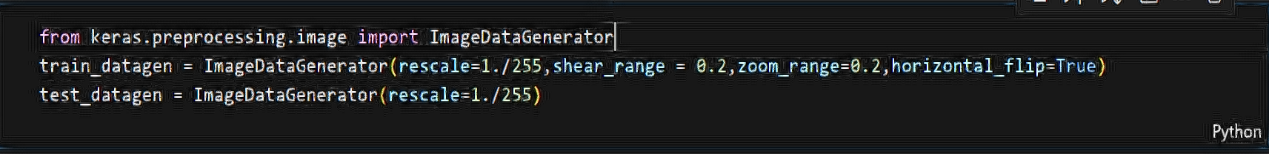 from keras.preprocessing.image import ImageDataGenerator
train_datagen = ImageDataGenerator(rescale=1./255,shear_range = 0.2,zoom_range=0.2,horizontal_flip=True)
test_datagen = ImageDataGenerator(rescale=1./255)
Python